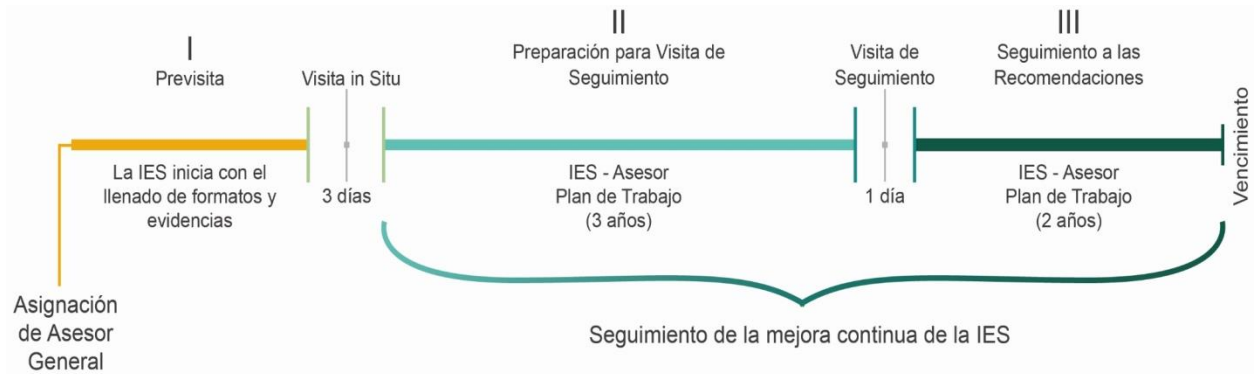 I
Previsita
La IES inicia con el
llenado de formatos y
evidencias
Asignación
de Asesor
General
Visita in Situ
3 días
II
Preparación para Visita de
Seguimiento
IES - Asesor
Plan de Trabajo
(3 años)
Visita de
Seguimiento
1 día
III
Seguimiento a las
Recomendaciones
IES - Asesor
Plan de Trabajo
(2 años)
Vencimiento
Seguimiento de la mejora continua de la IES